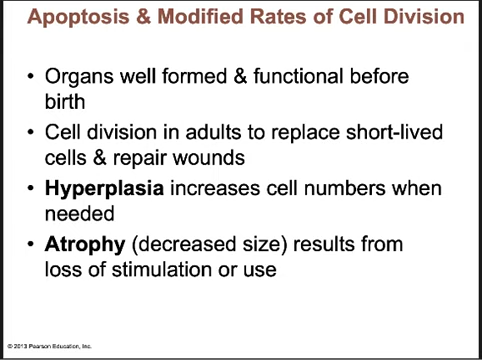 Apoptosis & Modified Rates of Cell Division
• Organs well formed & functional before
birth
• Cell division in adults to replace short-lived
cells & repair wounds
• Hyperplasia increases cell numbers when
needed
• Atrophy (decreased size) results from
loss of stimulation or use
© 2013 Pearson Education, Inc.